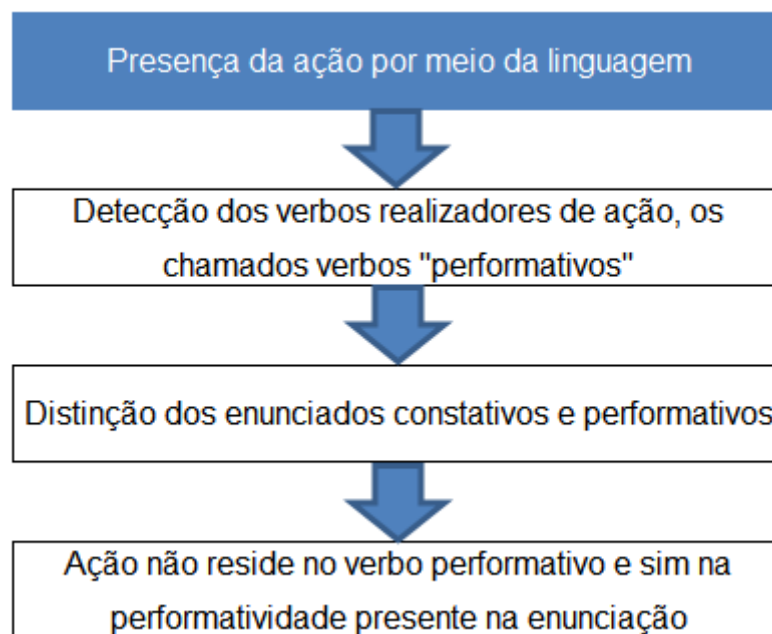 Presença da ação por meio da linguagem
Detecção dos verbos realizadores de ação, os
chamados verbos "performativos"
Distinção dos enunciados constativos e performativos
Ação não reside no verbo performativo e sim na
performatividade presente na enunciação